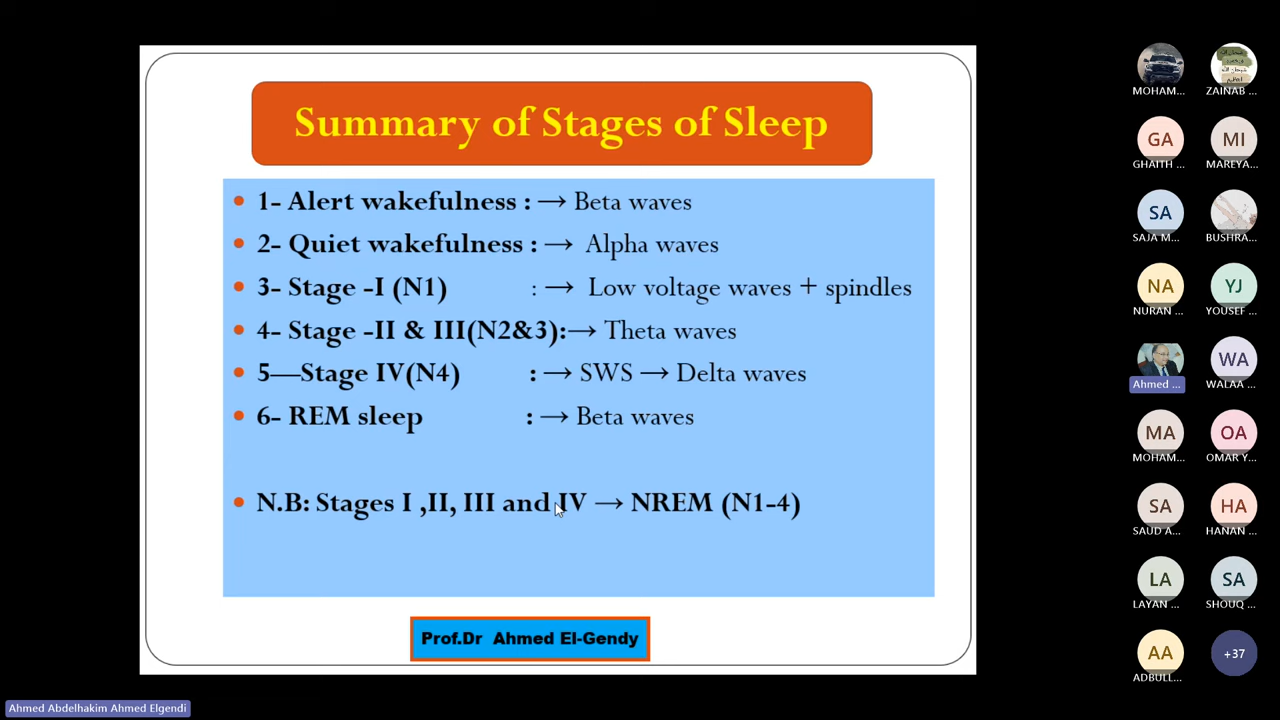 Summary of Stages of Sleep
• 1- Alert wakefulness : → Beta waves
• 2- Quiet wakefulness : → Alpha waves
• 3- Stage -I (N1) : → Low voltage waves + spindles
• 4- Stage -II & III(N2&3):→ Theta waves
• 5—Stage IV(N4) : → SWS → Delta waves
• 6- REM sleep : → Beta waves
• N.B: Stages I ,II, III and IV → NREM (N1-4)
Prof.Dr Ahmed El-Gendy
Ahmed Abdelhakim Ahmed Elgendi
MOHAM...
ZAINAB ...
GA
MI
GHAITH ...
MAREYA...
SA
SAJA M...
BUSHRA...
NA
YJ
NURAN ...
YOUSEF ...
WA
Ahmed ...
WALAA ...
MA
OA
MOHAM...
OMAR Y...
SA
HA
SAUD A...
HANAN ...
LA
SA
LAYAN ...
SHOUQ ...
AA
+37
ADBULL...